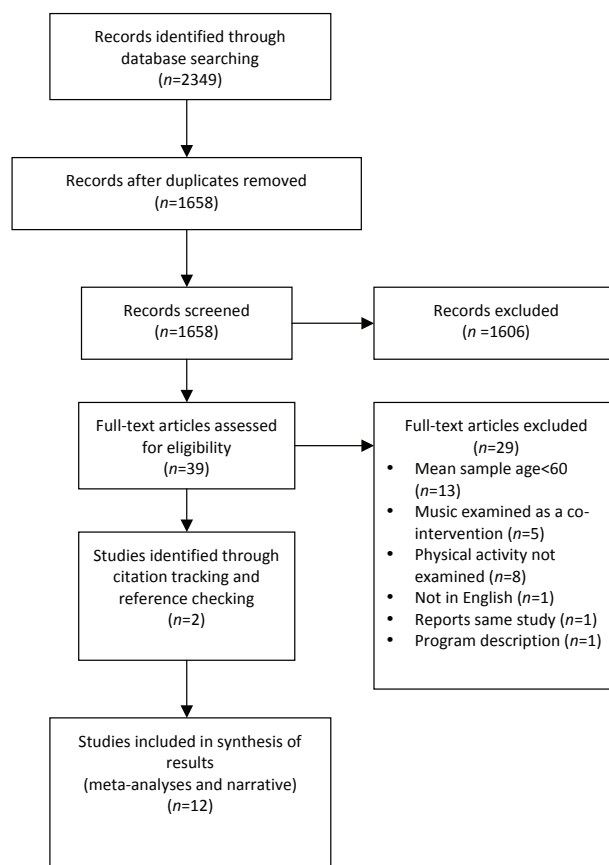 Records identified through
database searching
(n=2349)
Records after duplicates removed
(n=1658)
Records screened
(n=1658)
Records excluded
(n =1606)
Full-text articles assessed
for eligibility
(n=39)
Full-text articles excluded
(n=29)
• Mean sample age<60
(n=13)
• Music examined as a co-
intervention (n=5)
• Physical activity not
examined (n=8)
• Not in English (n=1)
• Reports same study (n=1)
• Program description (n=1)
Studies identified through
citation tracking and
reference checking
(n=2)
Studies included in synthesis of
results
(meta-analyses and narrative)
(n=12)